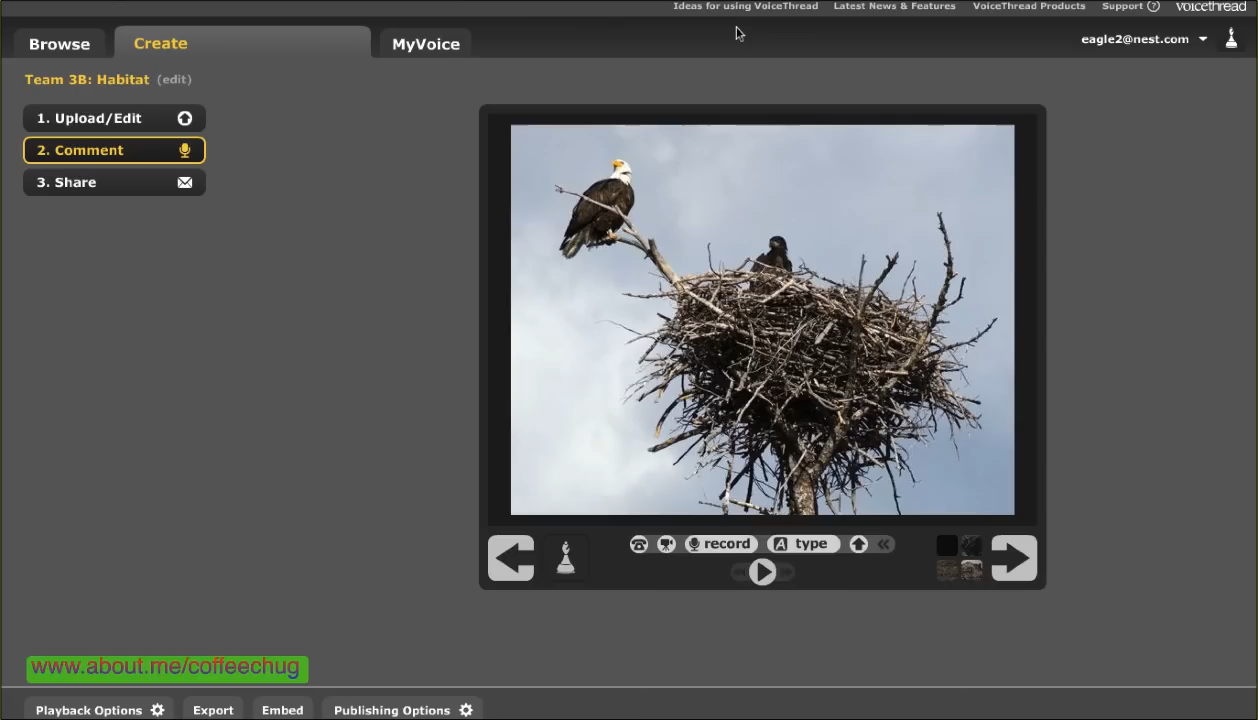 Ideas for using VoiceThread Latest News & Features VoiceThread Products Support ? voicethread
Browse Create MyVoice eagle2@nest.com
Team 3B: Habitat (edit)
1. Upload/Edit
2. Comment
3. Share
record A type
www.about.me/coffeechug
Playback Options Export Embed Publishing Options